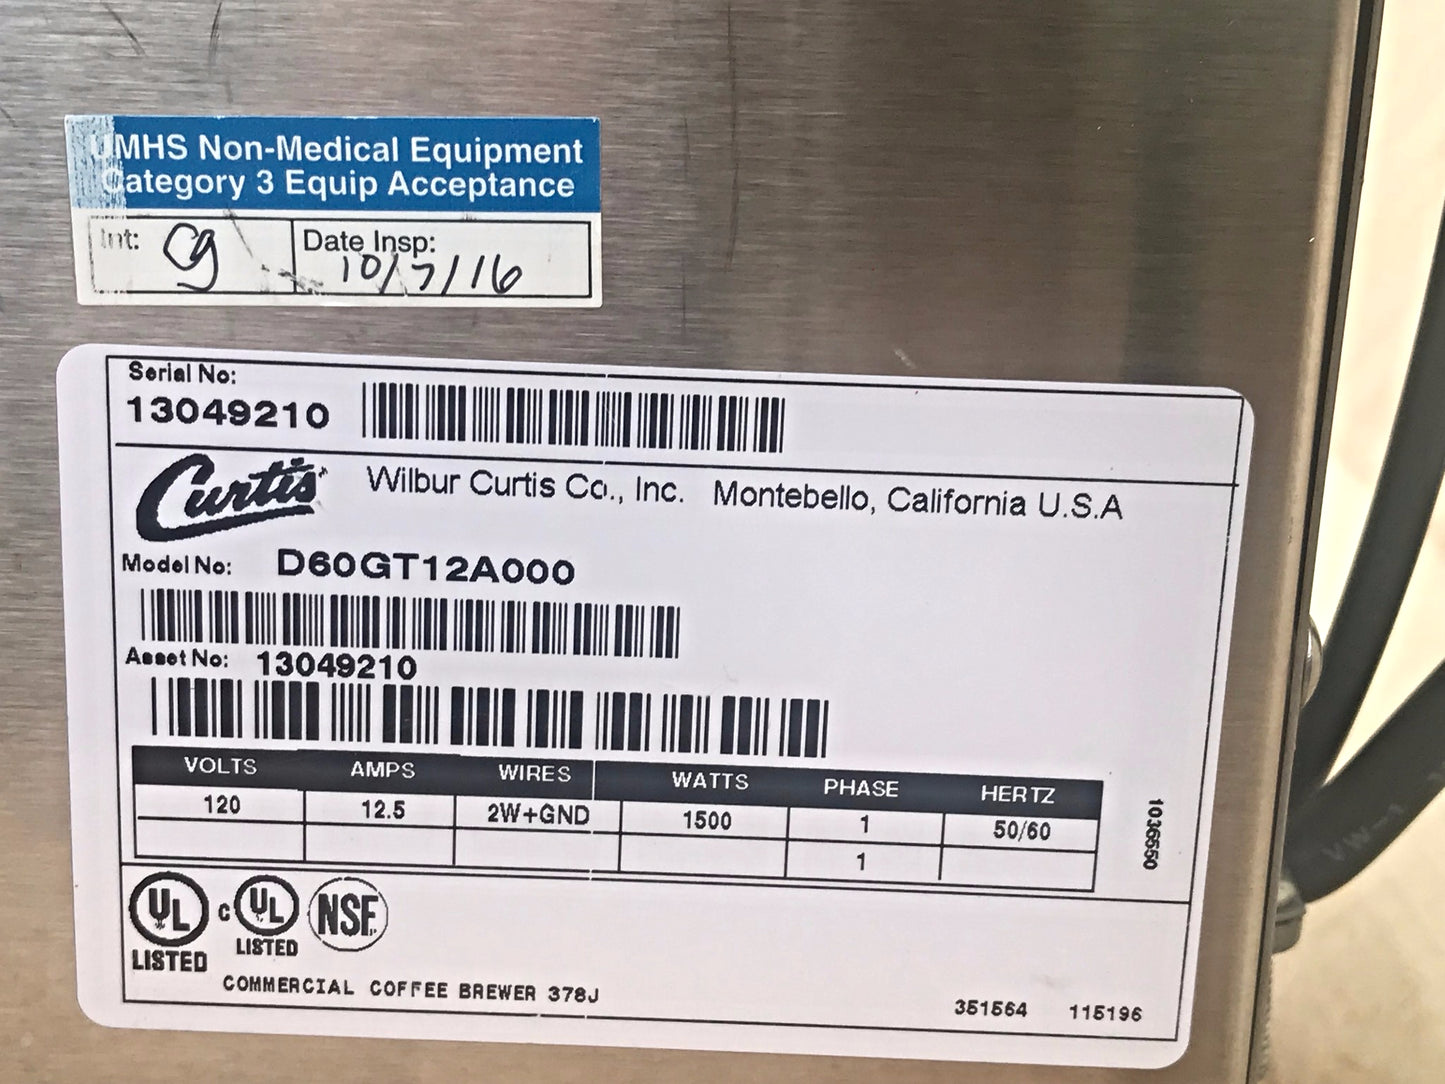 UMHS Non-Medical Equipment
Category 3 Equip Acceptance
Int: Cg Date Insp: 10/7/16
Serial No:
13049210
Curtis Wilbur Curtis Co., Inc. Montebello, California U.S.A
Model No: D60GT12A000
Asset No: 13049210
VOLTS AMPS WIRES WATTS PHASE HERTZ
120 12.5 2W+GND 1500 1 50/60
1
1036550
UL c UL NSF
LISTED LISTED
COMMERCIAL COFFEE BREWER 378J
351564 115196
VW-1